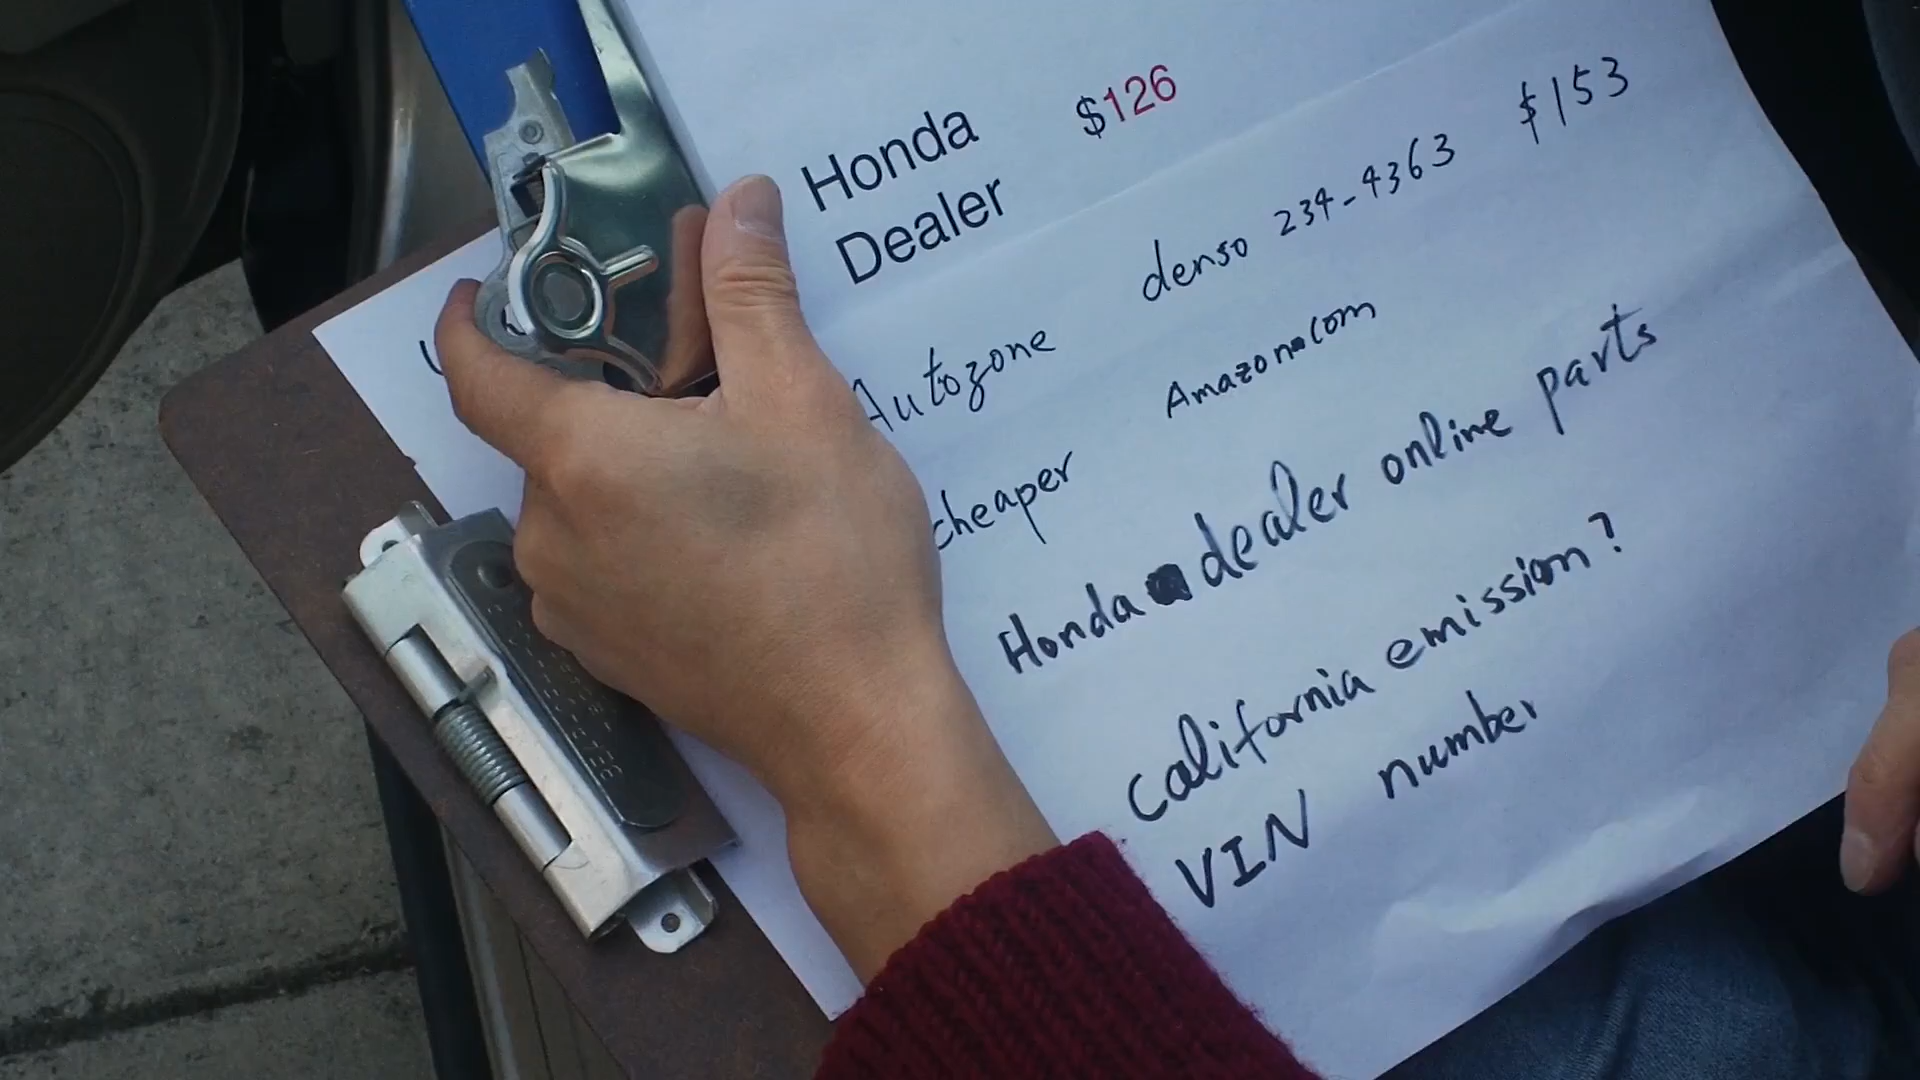 Honda $126
Dealer
Autozone denso 234-4363 $153
cheaper Amazon.com
Honda dealer online parts
California emission?
VIN number